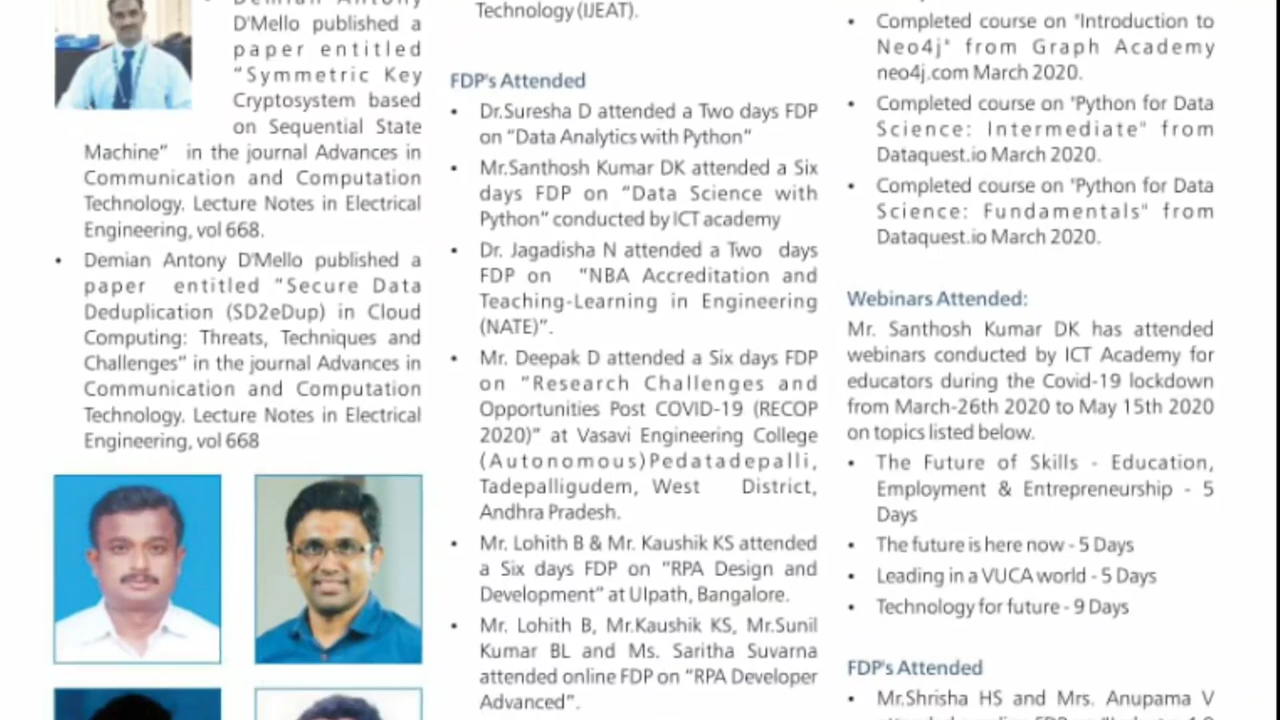 D'Mello published a
paper entitled
“Symmetric Key
Cryptosystem based
on Sequential State
Machine” in the journal Advances in
Communication and Computation
Technology. Lecture Notes in Electrical
Engineering, vol 668.
• Demian Antony D'Mello published a
paper entitled “Secure Data
Deduplication (SD2eDup) in Cloud
Computing: Threats, Techniques and
Challenges” in the journal Advances in
Communication and Computation
Technology. Lecture Notes in Electrical
Engineering, vol 668
Technology (IJEAT).
FDP's Attended
• Dr.Suresha D attended a Two days FDP
on “Data Analytics with Python”
• Mr.Santhosh Kumar DK attended a Six
days FDP on “Data Science with
Python” conducted by ICT academy
• Dr. Jagadisha N attended a Two days
FDP on “NBA Accreditation and
Teaching-Learning in Engineering
(NATE)”.
• Mr. Deepak D attended a Six days FDP
on “Research Challenges and
Opportunities Post COVID-19 (RECOP
2020)” at Vasavi Engineering College
(Autonomous)Pedatadepalli,
Tadepalligudem, West District,
Andhra Pradesh.
• Mr. Lohith B & Mr. Kaushik KS attended
a Six days FDP on “RPA Design and
Development” at UIpath, Bangalore.
• Mr. Lohith B, Mr.Kaushik KS, Mr.Sunil
Kumar BL and Ms. Saritha Suvarna
attended online FDP on “RPA Developer
Advanced”.
• Completed course on "Introduction to
Neo4j" from Graph Academy
neo4j.com March 2020.
• Completed course on "Python for Data
Science: Intermediate" from
Dataquest.io March 2020.
• Completed course on "Python for Data
Science: Fundamentals" from
Dataquest.io March 2020.
Webinars Attended:
Mr. Santhosh Kumar DK has attended
webinars conducted by ICT Academy for
educators during the Covid-19 lockdown
from March-26th 2020 to May 15th 2020
on topics listed below.
• The Future of Skills - Education,
Employment & Entrepreneurship - 5
Days
• The future is here now - 5 Days
• Leading in a VUCA world - 5 Days
• Technology for future - 9 Days
FDP's Attended
• Mr.Shrisha HS and Mrs. Anupama V